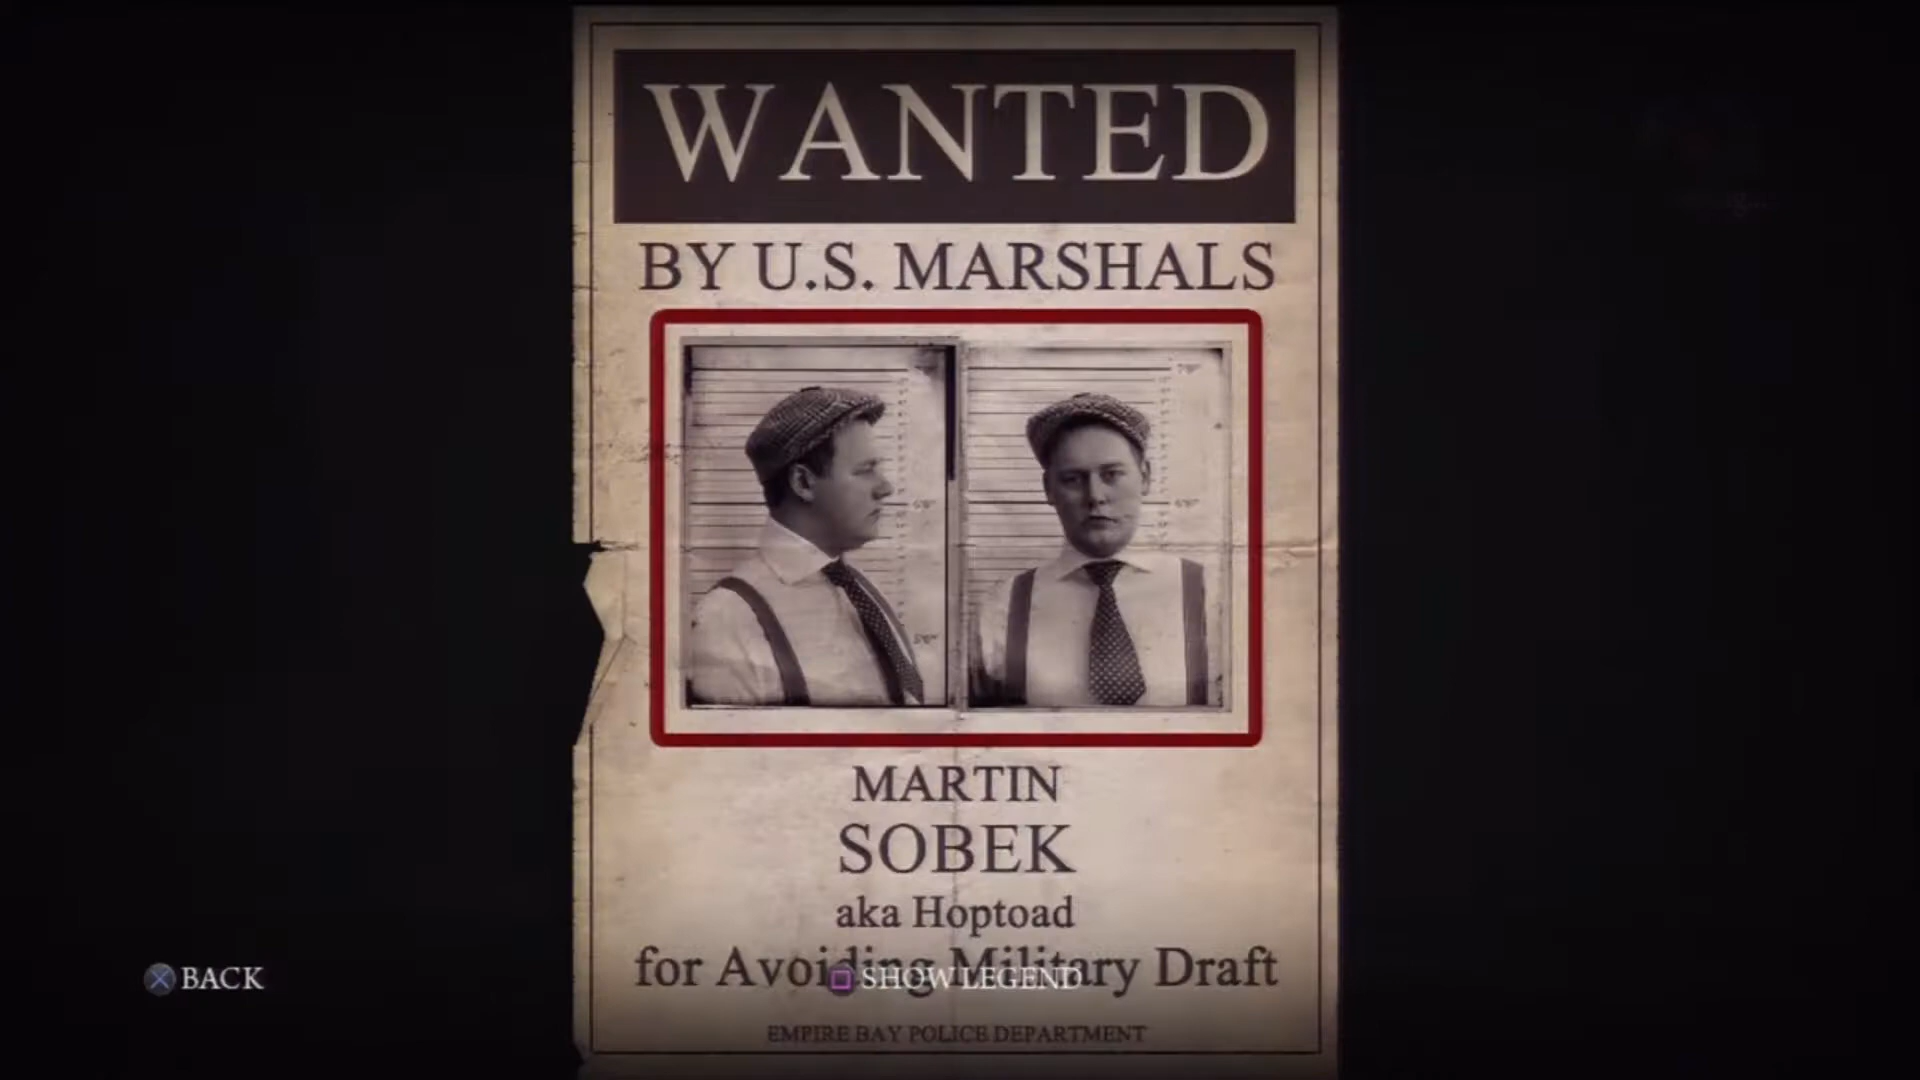 WANTED
BY U.S. MARSHALS
MARTIN
SOBEK
aka Hoptoad
for Avoiding Military Draft
BACK
SHOW LEGEND
EMPIRE BAY POLICE DEPARTMENT